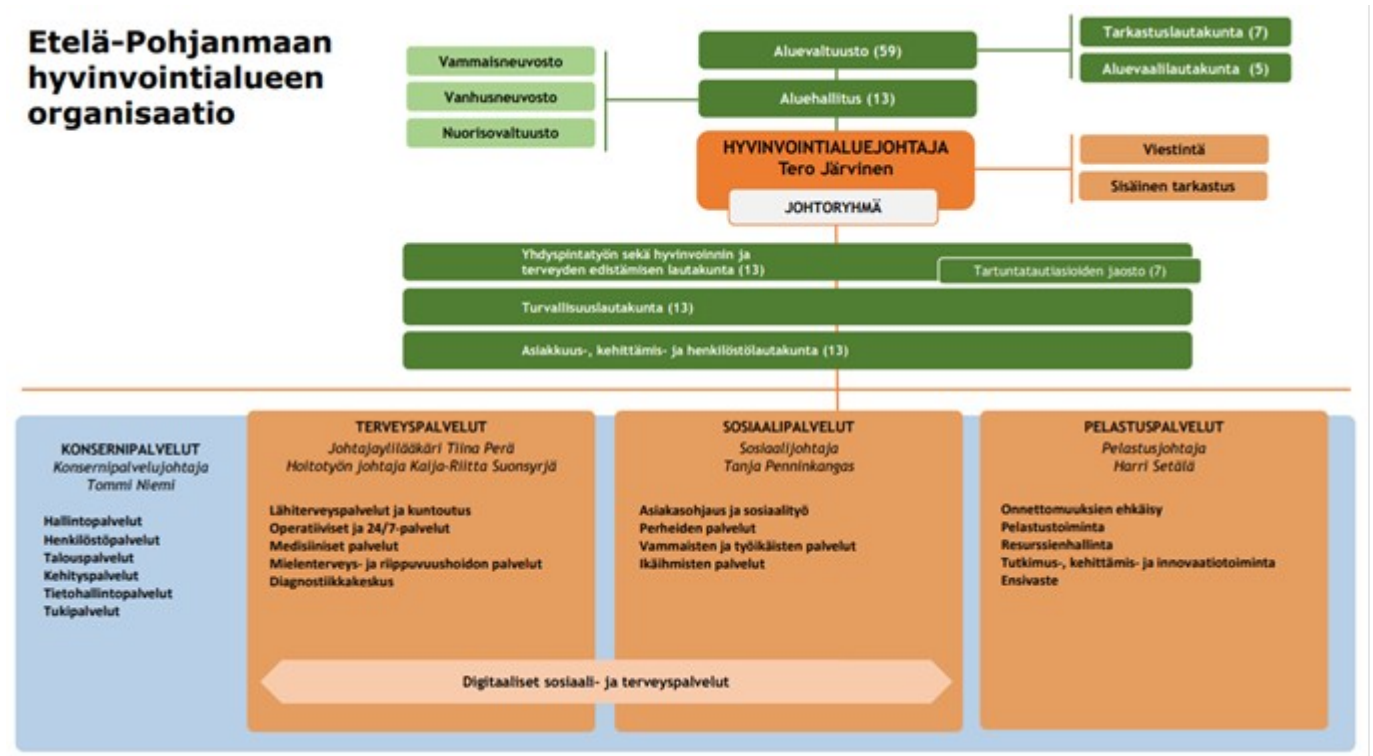 Etelä-Pohjanmaan
hyvinvointialueen
organisaatio
Vammaisneuvosto
Vanhusneuvosto
Nuorisovaltuusto
Aluevaltuusto (59)
Aluehallitus (13)
Tarkastuslautakunta (7)
Aluevaalilautakunta (5)
HYVINVOINTIALUEJOHTAJA
Tero Järvinen
JOHTORYHMÄ
Viestintä
Sisäinen tarkastus
Yhdyspintatyön sekä hyvinvoinnin ja
terveyden edistämisen lautakunta (13)
Tartuntatautiasioiden jaosto (7)
Turvallisuuslautakunta (13)
Asiakkuus-, kehittämis- ja henkilöstölautakunta (13)
KONSERNIPALVELUT
Konsernipalvelujohtaja
Tommi Niemi
Hallintopalvelut
Henkilöstöpalvelut
Talouspalvelut
Kehityspalvelut
Tietohallintopalvelut
Tukipalvelut
TERVEYSPALVELUT
Johtajaylilääkäri Tiina Perä
Hoitotyön johtaja Kaija-Riitta Suonsyrjä
Lähiterveyspalvelut ja kuntoutus
Operatiiviset ja 24/7-palvelut
Medisiiniset palvelut
Mielenterveys- ja riippuvuushoidon palvelut
Diagnostiikkakeskus
SOSIAALIPALVELUT
Sosiaalijohtaja
Tanja Penninkangas
Asiakasohjaus ja sosiaalityö
Perheiden palvelut
Vammaisten ja työikäisten palvelut
Ikäihmisten palvelut
PELASTUSPALVELUT
Pelastusjohtaja
Harri Setälä
Onnettomuuksien ehkäisy
Pelastustoiminta
Resurssienhallinta
Tutkimus-, kehittämis- ja innovaatiotoiminta
Ensivaste
Digitaaliset sosiaali- ja terveyspalvelut